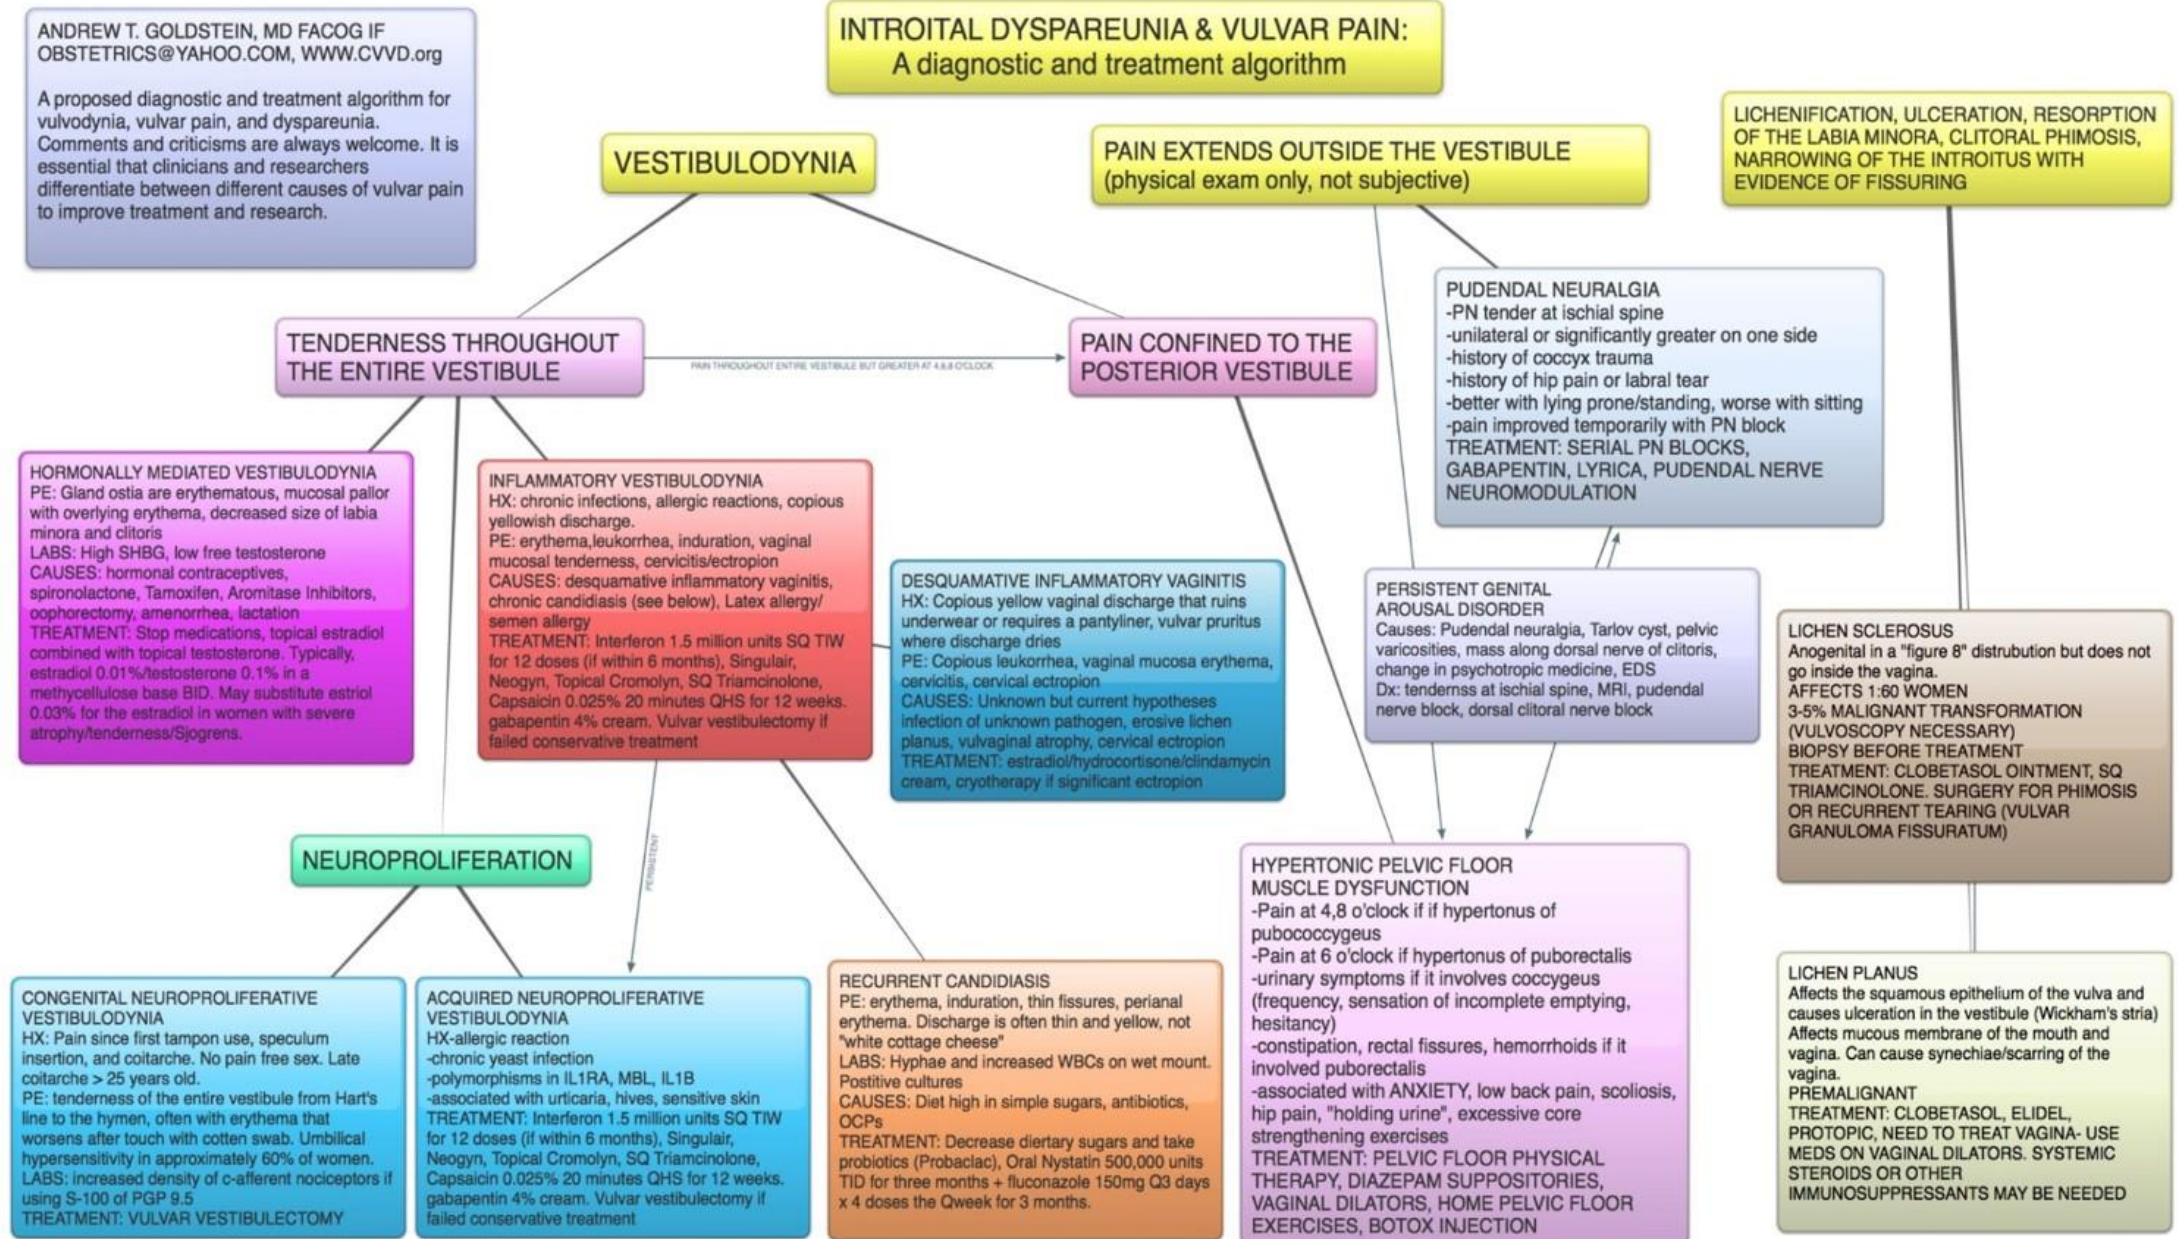 ANDREW T. GOLDSTEIN, MD FACOG IF
OBSTETRICS@YAHOO.COM, WWW.CVVD.org
A proposed diagnostic and treatment algorithm for
vulvodynia, vulvar pain, and dyspareunia.
Comments and criticisms are always welcome. It is
essential that clinicians and researchers
differentiate between different causes of vulvar pain
to improve treatment and research.
INTROITAL DYSPAREUNIA & VULVAR PAIN:
A diagnostic and treatment algorithm
VESTIBULODYNIA
PAIN EXTENDS OUTSIDE THE VESTIBULE
(physical exam only, not subjective)
LICHENIFICATION, ULCERATION, RESORPTION
OF THE LABIA MINORA, CLITORAL PHIMOSIS,
NARROWING OF THE INTROITUS WITH
EVIDENCE OF FISSURING
TENDERNESS THROUGHOUT
THE ENTIRE VESTIBULE
PAIN THROUGHOUT ENTIRE VESTIBULE BUT GREATER AT 4,6,8 O'CLOCK
PAIN CONFINED TO THE
POSTERIOR VESTIBULE
PUDENDAL NEURALGIA
-PN tender at ischial spine
-unilateral or significantly greater on one side
-history of coccyx trauma
-history of hip pain or labral tear
-better with lying prone/standing, worse with sitting
-pain improved temporarily with PN block
TREATMENT: SERIAL PN BLOCKS,
GABAPENTIN, LYRICA, PUDENDAL NERVE
NEUROMODULATION
HORMONALLY MEDIATED VESTIBULODYNIA
PE: Gland ostia are erythematous, mucosal pallor
with overlying erythema, decreased size of labia
minora and clitoris
LABS: High SHBG, low free testosterone
CAUSES: hormonal contraceptives,
spironolactone, Tamoxifen, Aromitase Inhibitors,
oophorectomy, amenorrhea, lactation
TREATMENT: Stop medications, topical estradiol
combined with topical testosterone. Typically,
estradiol 0.01%/testosterone 0.1% in a
methycellulose base BID. May substitute estriol
0.03% for the estradiol in women with severe
atrophy/tenderness/Sjogrens.
INFLAMMATORY VESTIBULODYNIA
HX: chronic infections, allergic reactions, copious
yellowish discharge.
PE: erythema,leukorrhea, induration, vaginal
mucosal tenderness, cervicitis/ectropion
CAUSES: desquamative inflammatory vaginitis,
chronic candidiasis (see below), Latex allergy/
semen allergy
TREATMENT: Interferon 1.5 million units SQ TIW
for 12 doses (if within 6 months), Singulair,
Neogyn, Topical Cromolyn, SQ Triamcinolone,
Capsaicin 0.025% 20 minutes QHS for 12 weeks.
gabapentin 4% cream. Vulvar vestibulectomy if
failed conservative treatment
DESQUAMATIVE INFLAMMATORY VAGINITIS
HX: Copious yellow vaginal discharge that ruins
underwear or requires a pantyliner, vulvar pruritus
where discharge dries
PE: Copious leukorrhea, vaginal mucosa erythema,
cervicitis, cervical ectropion
CAUSES: Unknown but current hypotheses
infection of unknown pathogen, erosive lichen
planus, vulvaginal atrophy, cervical ectropion
TREATMENT: estradiol/hydrocortisone/clindamycin
cream, cryotherapy if significant ectropion
PERSISTENT GENITAL
AROUSAL DISORDER
Causes: Pudendal neuralgia, Tarlov cyst, pelvic
varicosities, mass along dorsal nerve of clitoris,
change in psychotropic medicine, EDS
Dx: tendernss at ischial spine, MRI, pudendal
nerve block, dorsal clitoral nerve block
LICHEN SCLEROSUS
Anogenital in a "figure 8" distrubution but does not
go inside the vagina.
AFFECTS 1:60 WOMEN
3-5% MALIGNANT TRANSFORMATION
(VULVOSCOPY NECESSARY)
BIOPSY BEFORE TREATMENT
TREATMENT: CLOBETASOL OINTMENT, SQ
TRIAMCINOLONE. SURGERY FOR PHIMOSIS
OR RECURRENT TEARING (VULVAR
GRANULOMA FISSURATUM)
NEUROPROLIFERATION
PERSISTENT
CONGENITAL NEUROPROLIFERATIVE
VESTIBULODYNIA
HX: Pain since first tampon use, speculum
insertion, and coitarche. No pain free sex. Late
coitarche > 25 years old.
PE: tenderness of the entire vestibule from Hart's
line to the hymen, often with erythema that
worsens after touch with cotten swab. Umbilical
hypersensitivity in approximately 60% of women.
LABS: increased density of c-afferent nociceptors if
using S-100 of PGP 9.5
TREATMENT: VULVAR VESTIBULECTOMY
ACQUIRED NEUROPROLIFERATIVE
VESTIBULODYNIA
HX-allergic reaction
-chronic yeast infection
-polymorphisms in IL1RA, MBL, IL1B
-associated with urticaria, hives, sensitive skin
TREATMENT: Interferon 1.5 million units SQ TIW
for 12 doses (if within 6 months), Singulair,
Neogyn, Topical Cromolyn, SQ Triamcinolone,
Capsaicin 0.025% 20 minutes QHS for 12 weeks.
gabapentin 4% cream. Vulvar vestibulectomy if
failed conservative treatment
RECURRENT CANDIDIASIS
PE: erythema, induration, thin fissures, perianal
erythema. Discharge is often thin and yellow, not
"white cottage cheese"
LABS: Hyphae and increased WBCs on wet mount.
Postitive cultures
CAUSES: Diet high in simple sugars, antibiotics,
OCPs
TREATMENT: Decrease diertary sugars and take
probiotics (Probaclac), Oral Nystatin 500,000 units
TID for three months + fluconazole 150mg Q3 days
x 4 doses the Qweek for 3 months.
HYPERTONIC PELVIC FLOOR
MUSCLE DYSFUNCTION
-Pain at 4,8 o'clock if if hypertonus of
pubococcygeus
-Pain at 6 o'clock if hypertonus of puborectalis
-urinary symptoms if it involves coccygeus
(frequency, sensation of incomplete emptying,
hesitancy)
-constipation, rectal fissures, hemorrhoids if it
involved puborectalis
-associated with ANXIETY, low back pain, scoliosis,
hip pain, "holding urine", excessive core
strengthening exercises
TREATMENT: PELVIC FLOOR PHYSICAL
THERAPY, DIAZEPAM SUPPOSITORIES,
VAGINAL DILATORS, HOME PELVIC FLOOR
EXERCISES, BOTOX INJECTION
LICHEN PLANUS
Affects the squamous epithelium of the vulva and
causes ulceration in the vestibule (Wickham's stria)
Affects mucous membrane of the mouth and
vagina. Can cause synechiae/scarring of the
vagina.
PREMALIGNANT
TREATMENT: CLOBETASOL, ELIDEL,
PROTOPIC, NEED TO TREAT VAGINA- USE
MEDS ON VAGINAL DILATORS. SYSTEMIC
STEROIDS OR OTHER
IMMUNOSUPPRESSANTS MAY BE NEEDED